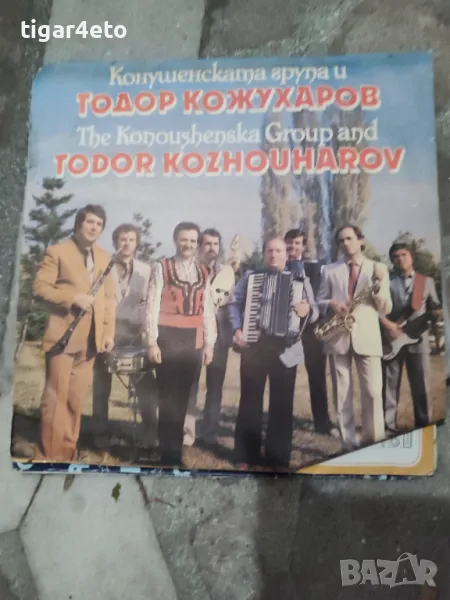 tigar4eto
Конушенската група и
ТОДОР КОЖУХАРОВ
The Konoushenska Group and
TODOR KOZHOUHAROV
BAZAR